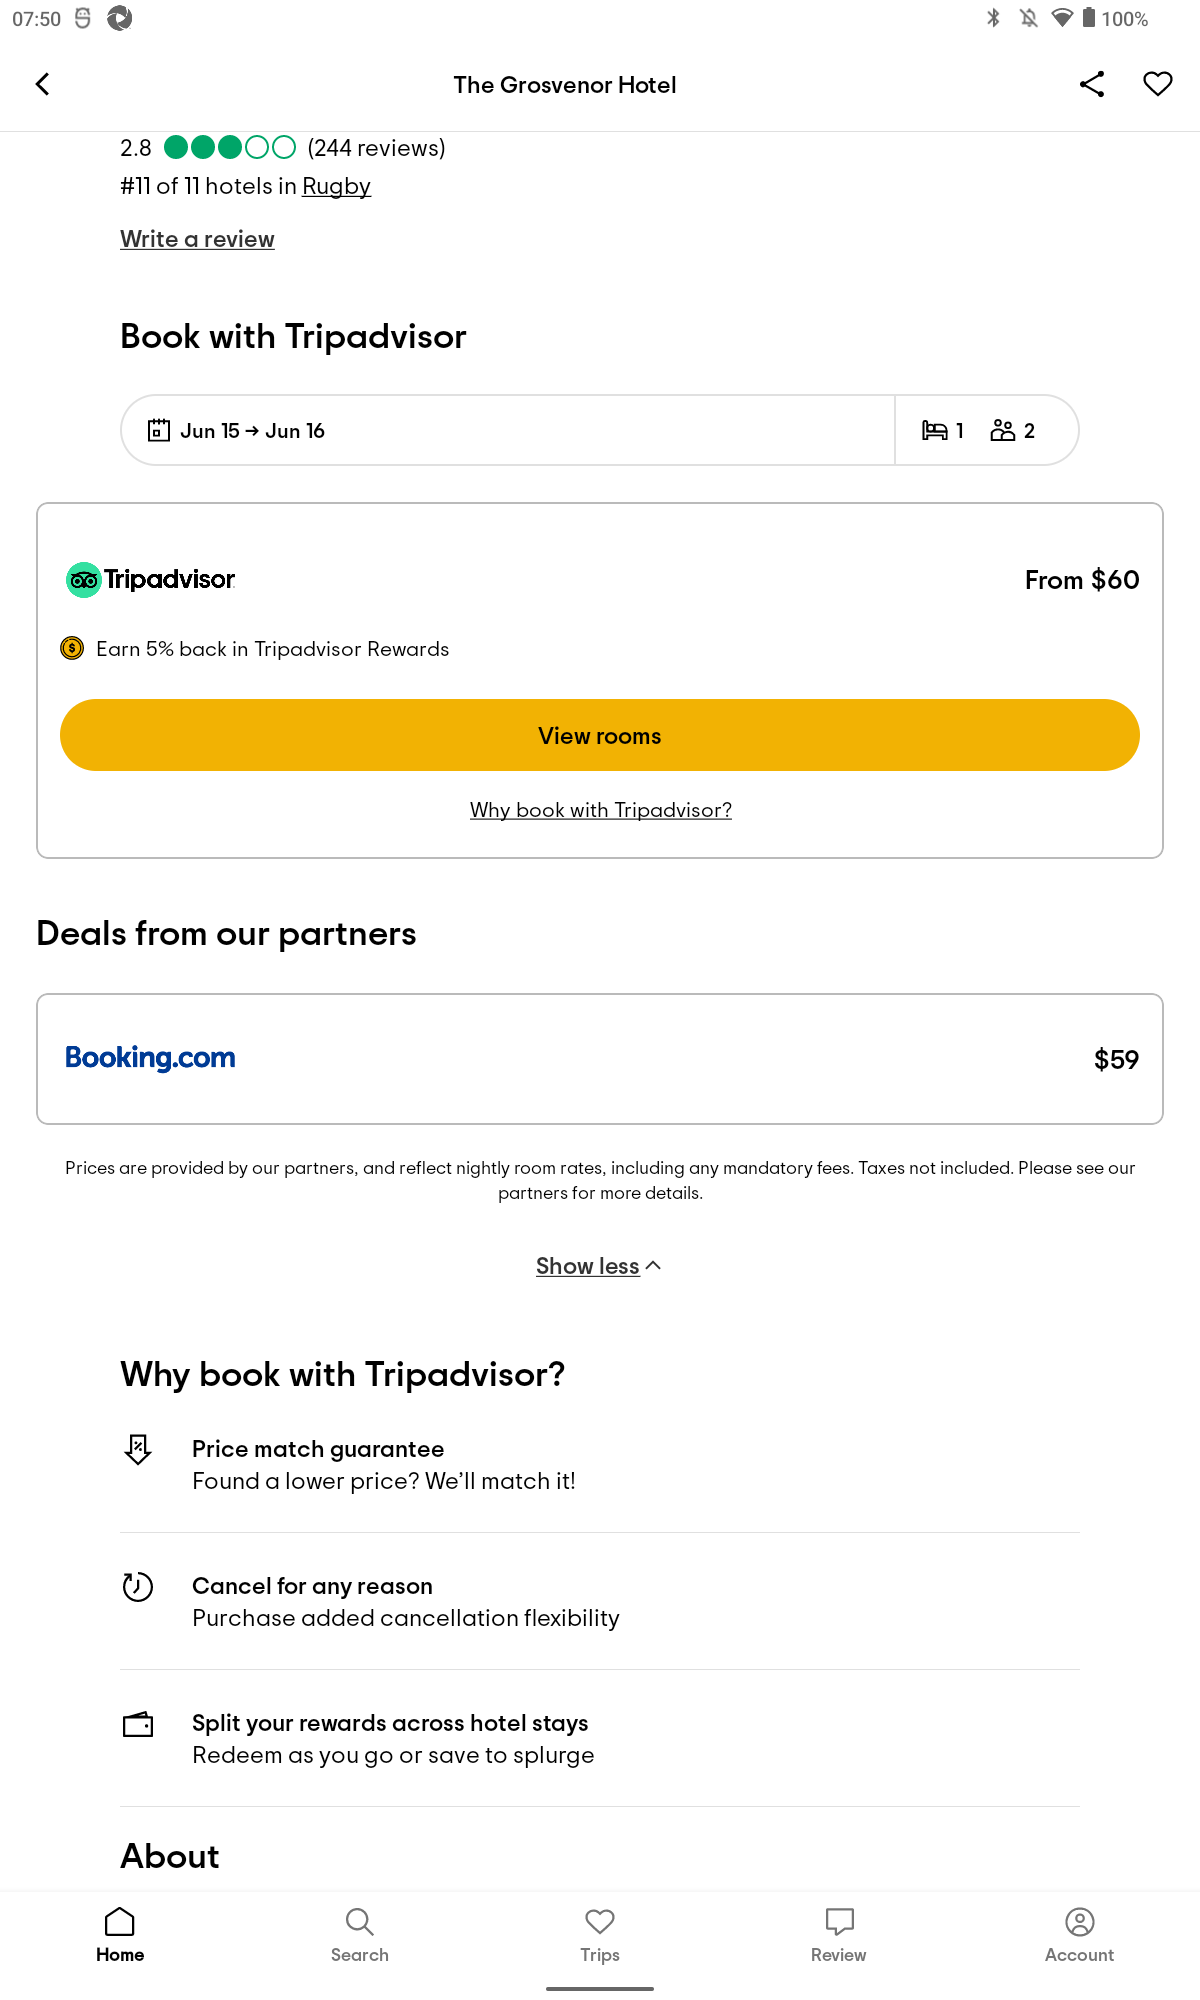 07:50
100%
The Grosvenor Hotel
2.8 (244 reviews)
#11 of 11 hotels in Rugby
Write a review
Book with Tripadvisor
Jun 15 → Jun 16
1 2
Tripadvisor
From $60
Earn 5% back in Tripadvisor Rewards
View rooms
Why book with Tripadvisor?
Deals from our partners
Booking.com
$59
Prices are provided by our partners, and reflect nightly room rates, including any mandatory fees. Taxes not included. Please see our
partners for more details.
Show less
Why book with Tripadvisor?
Price match guarantee
Found a lower price? We’ll match it!
Cancel for any reason
Purchase added cancellation flexibility
Split your rewards across hotel stays
Redeem as you go or save to splurge
About
Home
Search
Trips
Review
Account